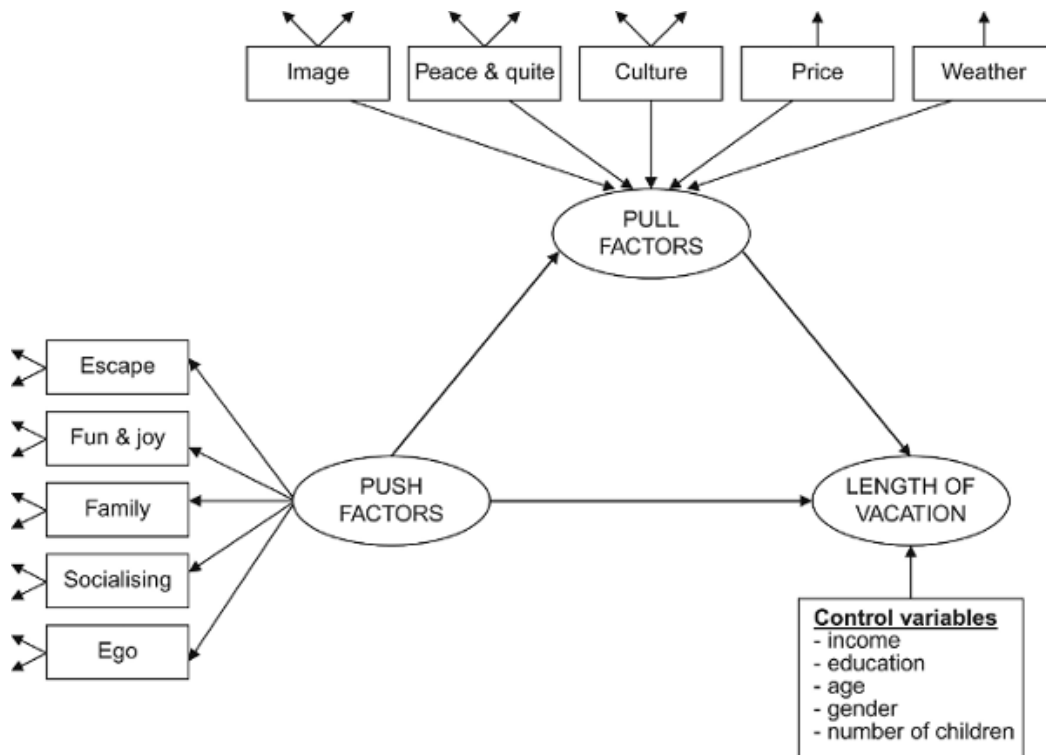 Image
Peace & quite
Culture
Price
Weather
PULL
FACTORS
Escape
Fun & joy
Family
Socialising
Ego
PUSH
FACTORS
LENGTH OF
VACATION
Control variables
- income
- education
- age
- gender
- number of children